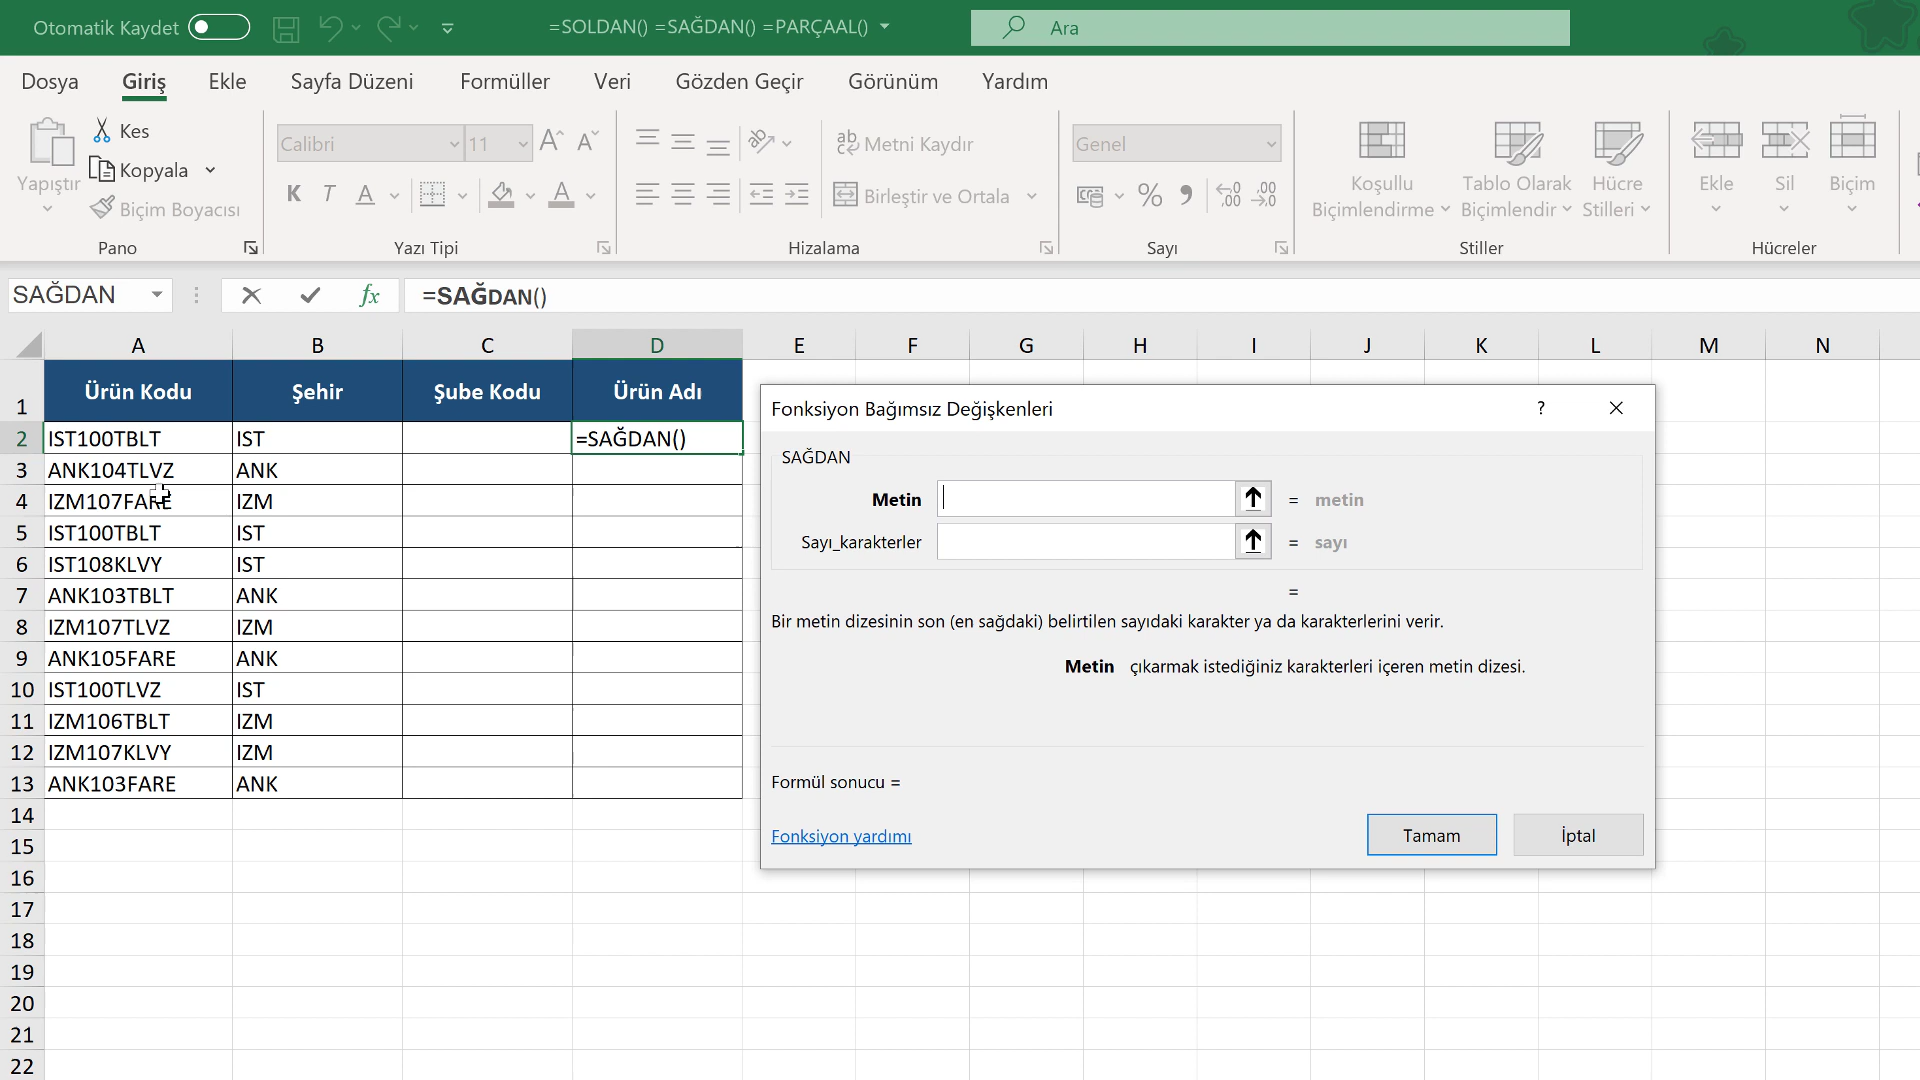 Otomatik Kaydet
=SOLDAN() =SAĞDAN() =PARÇAAL()
Ara
Dosya Giriş Ekle Sayfa Düzeni Formüller Veri Gözden Geçir Görünüm Yardım
Yapıştır
Kes
Kopyala
Biçim Boyacısı
Pano
Calibri 11
K T A A
Yazı Tipi
Metni Kaydır
Birleştir ve Ortala
Hizalama
Genel
Sayı
Koşullu
Biçimlendirme
Tablo Olarak
Biçimlendir
Hücre
Stilleri
Stiller
Ekle Sil Biçim
Hücreler
SAĞDAN fx =SAĞDAN()
A B C D E F G H I J K L M N
1 Ürün Kodu Şehir Şube Kodu Ürün Adı
2 IST100TBLT IST =SAĞDAN()
3 ANK104TLVZ ANK
4 IZM107FARE IZM
5 IST100TBLT IST
6 IST108KLVY IST
7 ANK103TBLT ANK
8 IZM107TLVZ IZM
9 ANK105FARE ANK
10 IST100TLVZ IST
11 IZM106TBLT IZM
12 IZM107KLVY IZM
13 ANK103FARE ANK
14
15
16
17
18
19
20
21
22
Fonksiyon Bağımsız Değişkenleri ?
SAĞDAN
Metin = metin
Sayı_karakterler = sayı
=
Bir metin dizesinin son (en sağdaki) belirtilen sayıdaki karakter ya da karakterlerini verir.
Metin çıkarmak istediğiniz karakterleri içeren metin dizesi.
Formül sonucu =
Fonksiyon yardımı
Tamam İptal